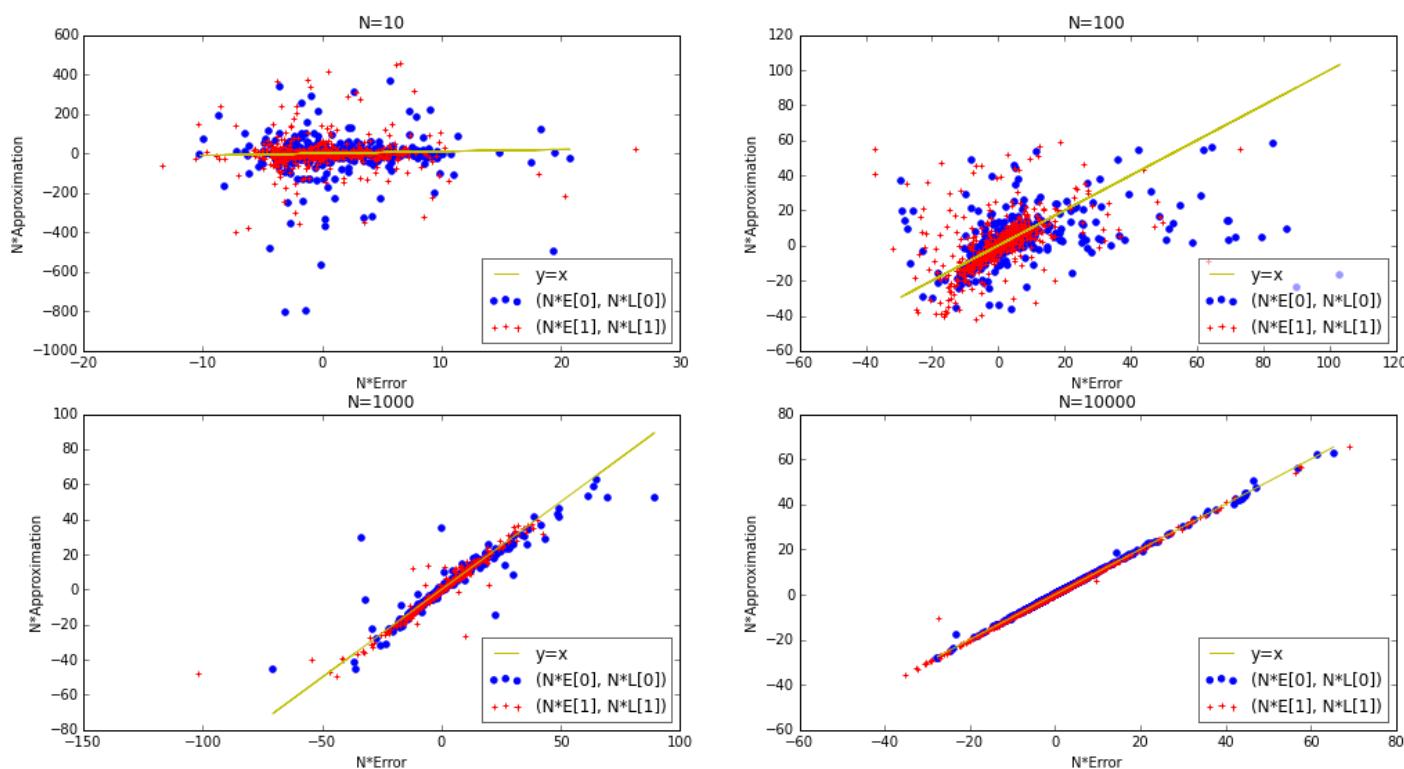 N=10
600
400
200
0
−200
−400
−600
−800
−1000
N*Approximation
−20
−10
0
10
20
30
N*Error
y=x
(N*E[0], N*L[0])
(N*E[1], N*L[1])
N=100
120
100
80
60
40
20
0
−20
−40
−60
N*Approximation
−60
−40
−20
0
20
40
60
80
100
120
N*Error
y=x
(N*E[0], N*L[0])
(N*E[1], N*L[1])
N=1000
100
80
60
40
20
0
−20
−40
−60
−80
N*Approximation
−150
−100
−50
0
50
100
N*Error
y=x
(N*E[0], N*L[0])
(N*E[1], N*L[1])
N=10000
80
60
40
20
0
−20
−40
−60
N*Approximation
−60
−40
−20
0
20
40
60
80
N*Error
y=x
(N*E[0], N*L[0])
(N*E[1], N*L[1])